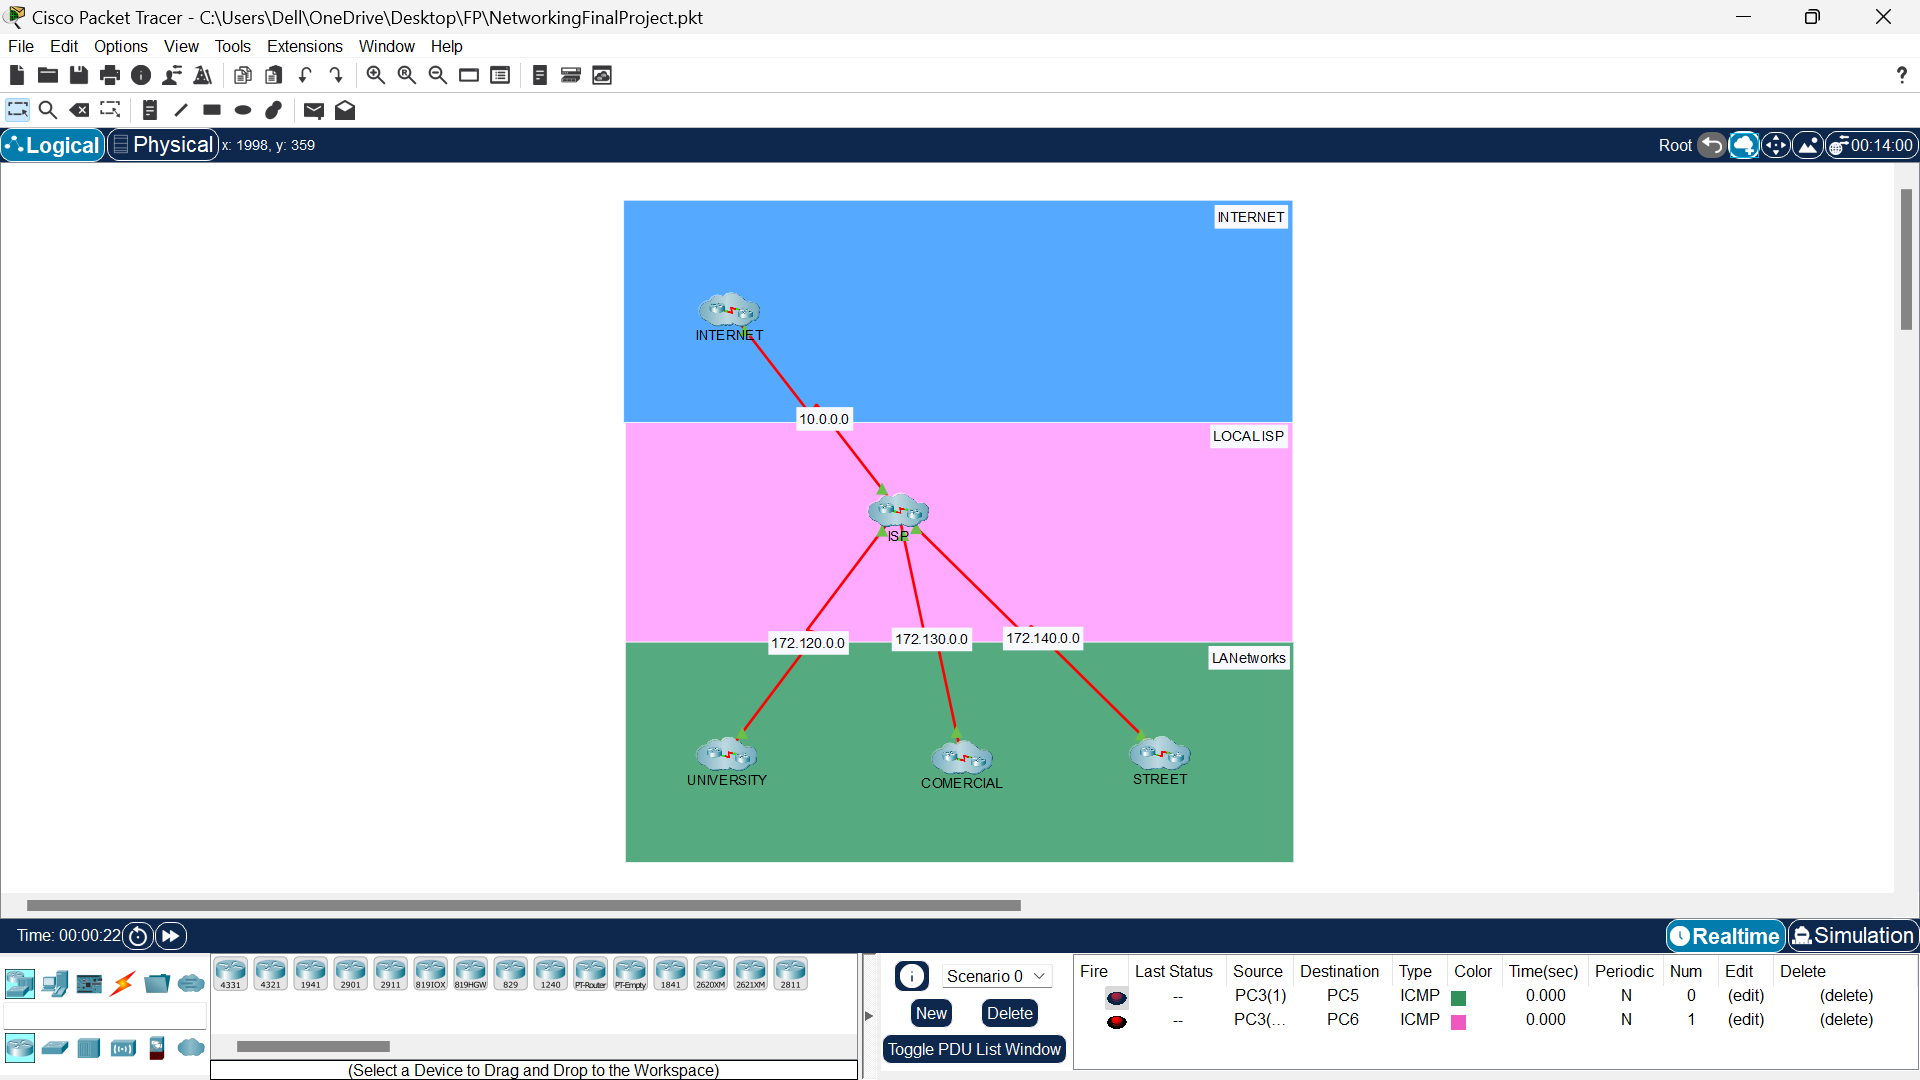 Cisco Packet Tracer - C:\Users\Dell\OneDrive\Desktop\FP\NetworkingFinalProject.pkt
File Edit Options View Tools Extensions Window Help
Logical Physical x: 1998, y: 359 Root 00:14:00
INTERNET
INTERNET
10.0.0.0
LOCALISP
ISP
172.120.0.0 172.130.0.0 172.140.0.0
LANetworks
UNIVERSITY COMERCIAL STREET
Time: 00:00:22 Realtime Simulation
4331 4321 1941 2901 2911 819IOX 819HGW 829 1240 PT-Router PT-Empty 1841 2620XM 2621XM 2811
(Select a Device to Drag and Drop to the Workspace)
Scenario 0
New Delete
Toggle PDU List Window
Fire Last Status Source Destination Type Color Time(sec) Periodic Num Edit Delete
-- PC3(1) PC5 ICMP 0.000 N 0 (edit) (delete)
-- PC3(... PC6 ICMP 0.000 N 1 (edit) (delete)